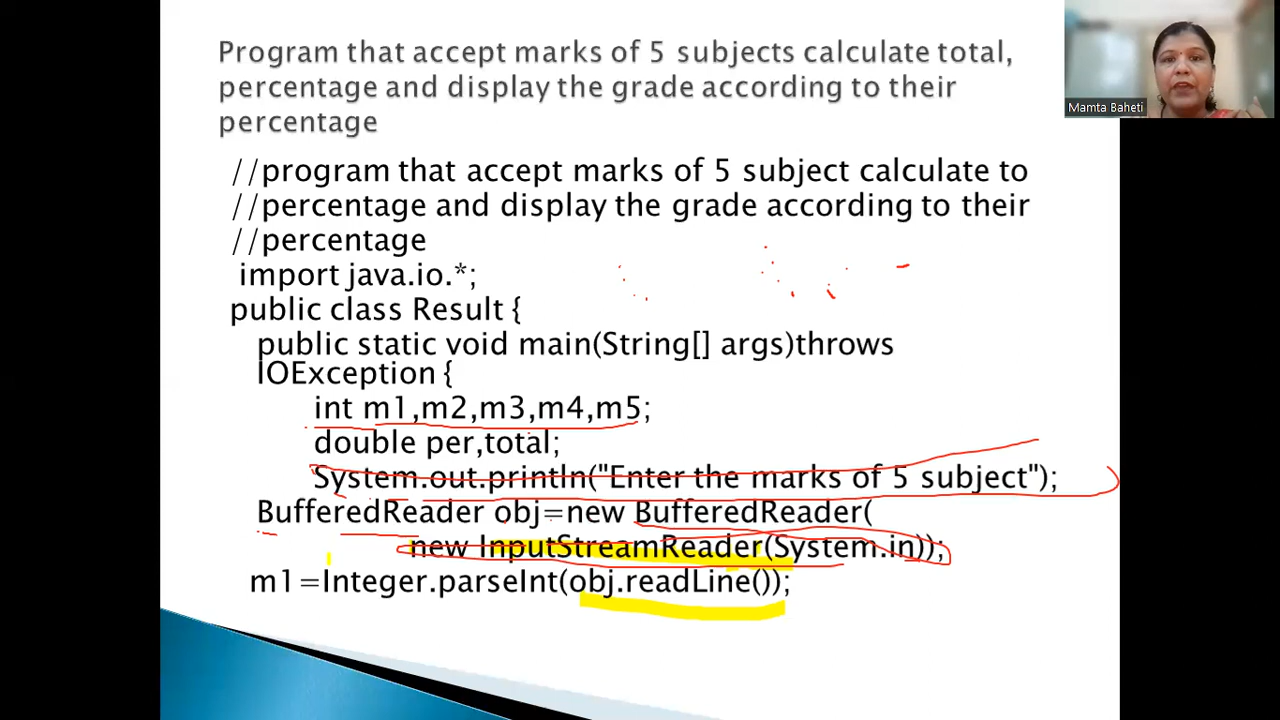 Program that accept marks of 5 subjects calculate total,
percentage and display the grade according to their
percentage
//program that accept marks of 5 subject calculate to
//percentage and display the grade according to their
//percentage
import java.io.*;
public class Result {
public static void main(String[] args)throws
IOException {
int m1,m2,m3,m4,m5;
double per,total;
System.out.println("Enter the marks of 5 subject");
BufferedReader obj=new BufferedReader(
new InputStreamReader(System.in));
m1=Integer.parseInt(obj.readLine());
Mamta Baheti